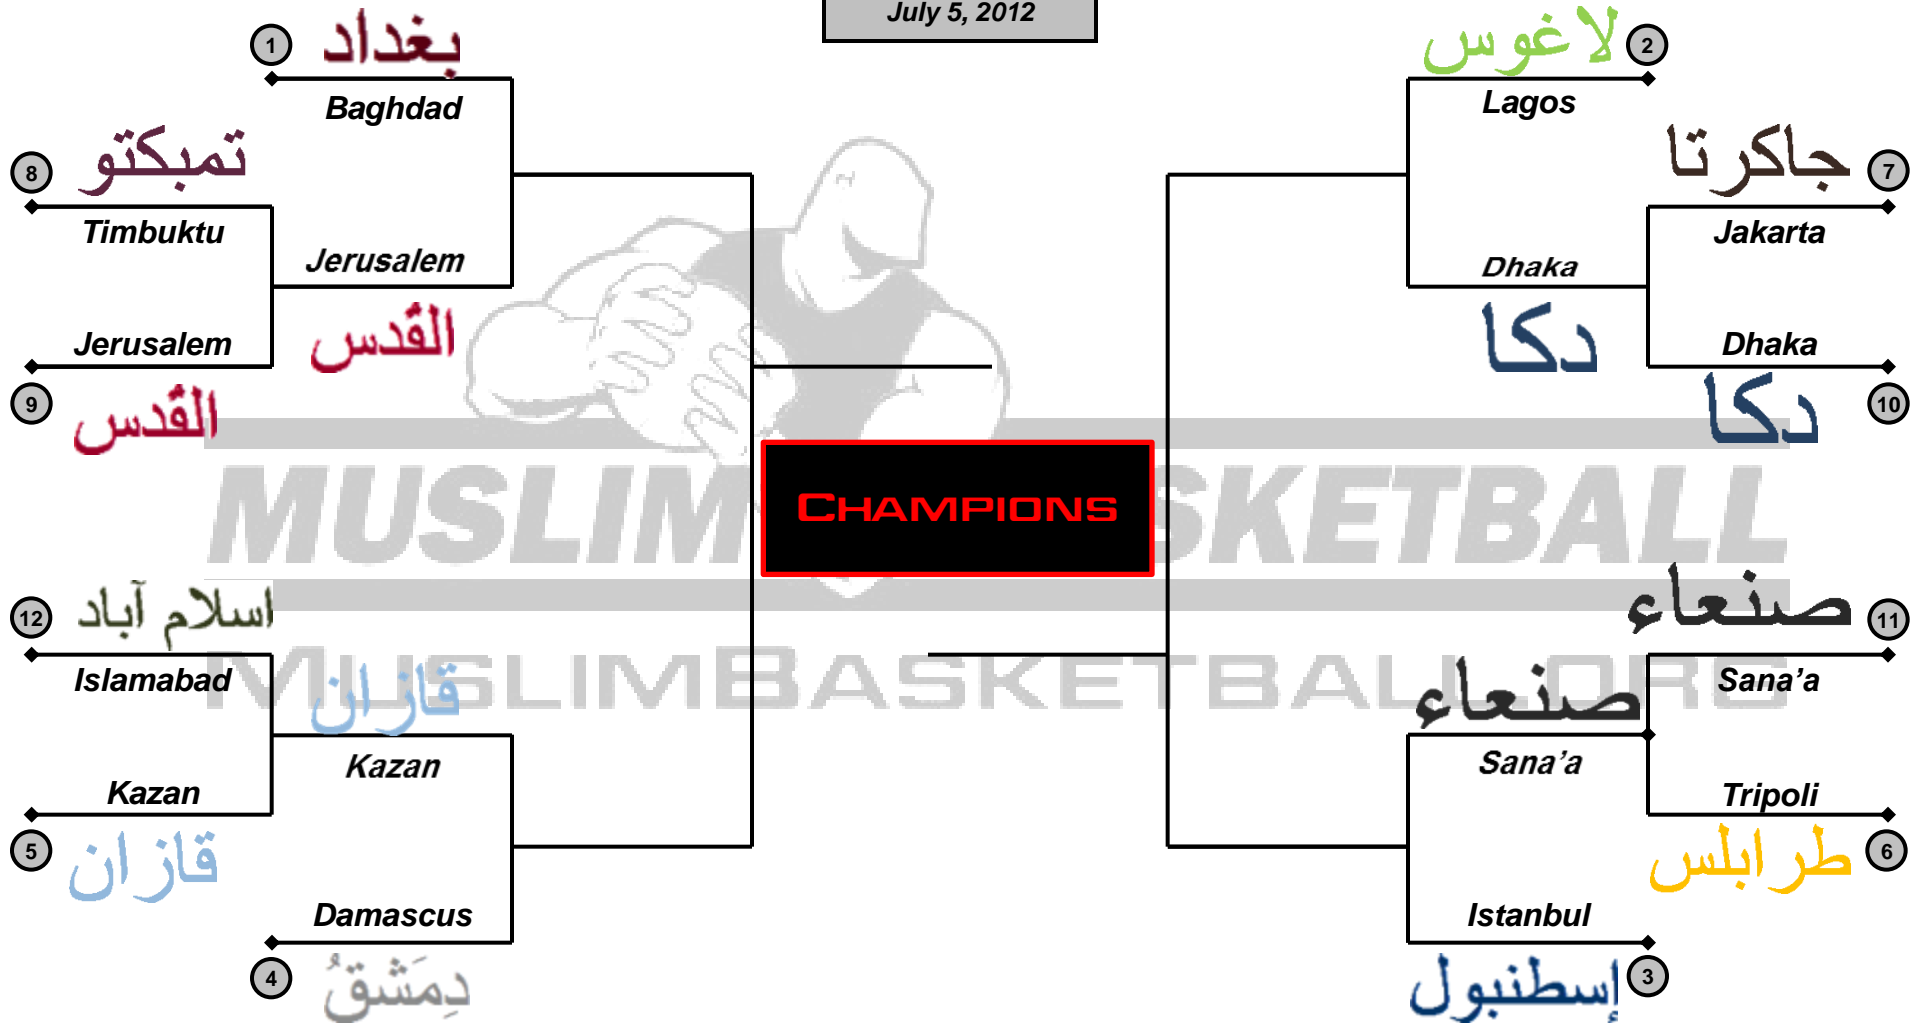 July 5, 2012
1
بغداد
Baghdad
8
تمبكتو
Timbuktu
Jerusalem
القدس
Jerusalem
9
القدس
12
اسلام آباد
Islamabad
قازان
Kazan
Kazan
5
قازان
Damascus
4
دِمَشقُ
لاغوس
2
Lagos
جاكرتا
7
Jakarta
Dhaka
دكا
Dhaka
10
دكا
CHAMPIONS
صنعاء
11
Sana’a
صنعاء
Sana’a
Tripoli
طرابلس
6
Istanbul
إسطنبول
3
MUSLIM BASKETBALL
MUSLIMBASKETBALL.ORG